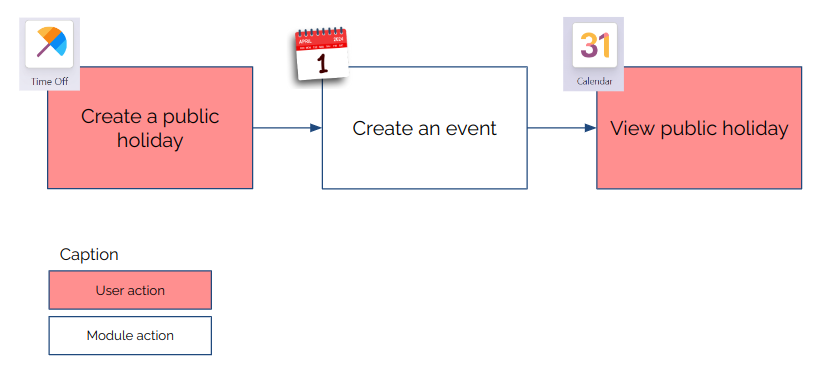 Time Off
Create a public
holiday
APRIL 2024
1
Create an event
31
Calendar
View public holiday
Caption
User action
Module action